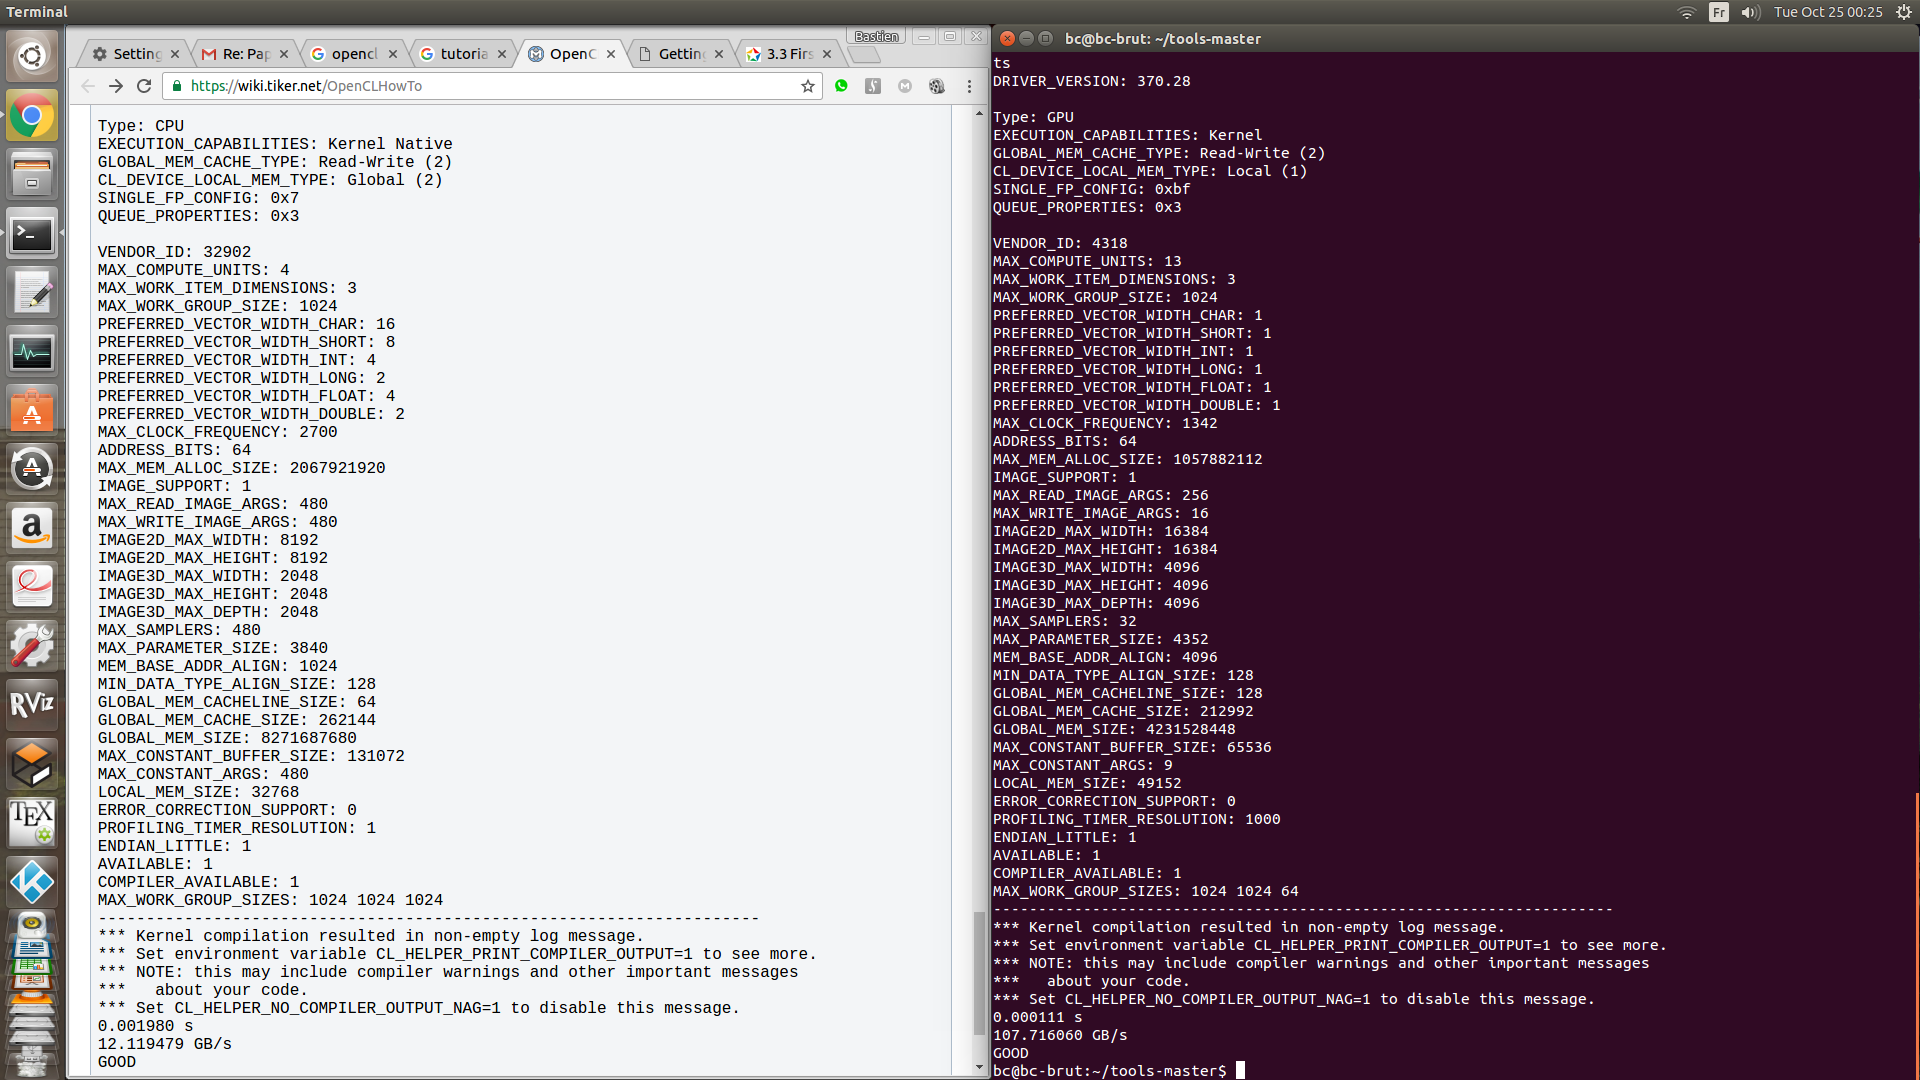 Terminal
Fr
Tue Oct 25 00:25
Bastien
Setting
Re: Pap
opencl
tutoria
OpenC
Getting
3.3 Firs
https://wiki.tiker.net/OpenCLHowTo
Type: CPU
EXECUTION_CAPABILITIES: Kernel Native
GLOBAL_MEM_CACHE_TYPE: Read-Write (2)
CL_DEVICE_LOCAL_MEM_TYPE: Global (2)
SINGLE_FP_CONFIG: 0x7
QUEUE_PROPERTIES: 0x3
VENDOR_ID: 32902
MAX_COMPUTE_UNITS: 4
MAX_WORK_ITEM_DIMENSIONS: 3
MAX_WORK_GROUP_SIZE: 1024
PREFERRED_VECTOR_WIDTH_CHAR: 16
PREFERRED_VECTOR_WIDTH_SHORT: 8
PREFERRED_VECTOR_WIDTH_INT: 4
PREFERRED_VECTOR_WIDTH_LONG: 2
PREFERRED_VECTOR_WIDTH_FLOAT: 4
PREFERRED_VECTOR_WIDTH_DOUBLE: 2
MAX_CLOCK_FREQUENCY: 2700
ADDRESS_BITS: 64
MAX_MEM_ALLOC_SIZE: 2067921920
IMAGE_SUPPORT: 1
MAX_READ_IMAGE_ARGS: 480
MAX_WRITE_IMAGE_ARGS: 480
IMAGE2D_MAX_WIDTH: 8192
IMAGE2D_MAX_HEIGHT: 8192
IMAGE3D_MAX_WIDTH: 2048
IMAGE3D_MAX_HEIGHT: 2048
IMAGE3D_MAX_DEPTH: 2048
MAX_SAMPLERS: 480
MAX_PARAMETER_SIZE: 3840
MEM_BASE_ADDR_ALIGN: 1024
MIN_DATA_TYPE_ALIGN_SIZE: 128
GLOBAL_MEM_CACHELINE_SIZE: 64
GLOBAL_MEM_CACHE_SIZE: 262144
GLOBAL_MEM_SIZE: 8271687680
MAX_CONSTANT_BUFFER_SIZE: 131072
MAX_CONSTANT_ARGS: 480
LOCAL_MEM_SIZE: 32768
ERROR_CORRECTION_SUPPORT: 0
PROFILING_TIMER_RESOLUTION: 1
ENDIAN_LITTLE: 1
AVAILABLE: 1
COMPILER_AVAILABLE: 1
MAX_WORK_GROUP_SIZES: 1024 1024 1024
---------------------------------------------------------------------
*** Kernel compilation resulted in non-empty log message.
*** Set environment variable CL_HELPER_PRINT_COMPILER_OUTPUT=1 to see more.
*** NOTE: this may include compiler warnings and other important messages
***   about your code.
*** Set CL_HELPER_NO_COMPILER_OUTPUT_NAG=1 to disable this message.
0.001980 s
12.119479 GB/s
GOOD
bc@bc-brut: ~/tools-master
ts
DRIVER_VERSION: 370.28
Type: GPU
EXECUTION_CAPABILITIES: Kernel
GLOBAL_MEM_CACHE_TYPE: Read-Write (2)
CL_DEVICE_LOCAL_MEM_TYPE: Local (1)
SINGLE_FP_CONFIG: 0xbf
QUEUE_PROPERTIES: 0x3
VENDOR_ID: 4318
MAX_COMPUTE_UNITS: 13
MAX_WORK_ITEM_DIMENSIONS: 3
MAX_WORK_GROUP_SIZE: 1024
PREFERRED_VECTOR_WIDTH_CHAR: 1
PREFERRED_VECTOR_WIDTH_SHORT: 1
PREFERRED_VECTOR_WIDTH_INT: 1
PREFERRED_VECTOR_WIDTH_LONG: 1
PREFERRED_VECTOR_WIDTH_FLOAT: 1
PREFERRED_VECTOR_WIDTH_DOUBLE: 1
MAX_CLOCK_FREQUENCY: 1342
ADDRESS_BITS: 64
MAX_MEM_ALLOC_SIZE: 1057882112
IMAGE_SUPPORT: 1
MAX_READ_IMAGE_ARGS: 256
MAX_WRITE_IMAGE_ARGS: 16
IMAGE2D_MAX_WIDTH: 16384
IMAGE2D_MAX_HEIGHT: 16384
IMAGE3D_MAX_WIDTH: 4096
IMAGE3D_MAX_HEIGHT: 4096
IMAGE3D_MAX_DEPTH: 4096
MAX_SAMPLERS: 32
MAX_PARAMETER_SIZE: 4352
MEM_BASE_ADDR_ALIGN: 4096
MIN_DATA_TYPE_ALIGN_SIZE: 128
GLOBAL_MEM_CACHELINE_SIZE: 128
GLOBAL_MEM_CACHE_SIZE: 212992
GLOBAL_MEM_SIZE: 4231528448
MAX_CONSTANT_BUFFER_SIZE: 65536
MAX_CONSTANT_ARGS: 9
LOCAL_MEM_SIZE: 49152
ERROR_CORRECTION_SUPPORT: 0
PROFILING_TIMER_RESOLUTION: 1000
ENDIAN_LITTLE: 1
AVAILABLE: 1
COMPILER_AVAILABLE: 1
MAX_WORK_GROUP_SIZES: 1024 1024 64
---------------------------------------------------------------------
*** Kernel compilation resulted in non-empty log message.
*** Set environment variable CL_HELPER_PRINT_COMPILER_OUTPUT=1 to see more.
*** NOTE: this may include compiler warnings and other important messages
***   about your code.
*** Set CL_HELPER_NO_COMPILER_OUTPUT_NAG=1 to disable this message.
0.000111 s
107.716060 GB/s
GOOD
bc@bc-brut:~/tools-master$
RViz
TEX